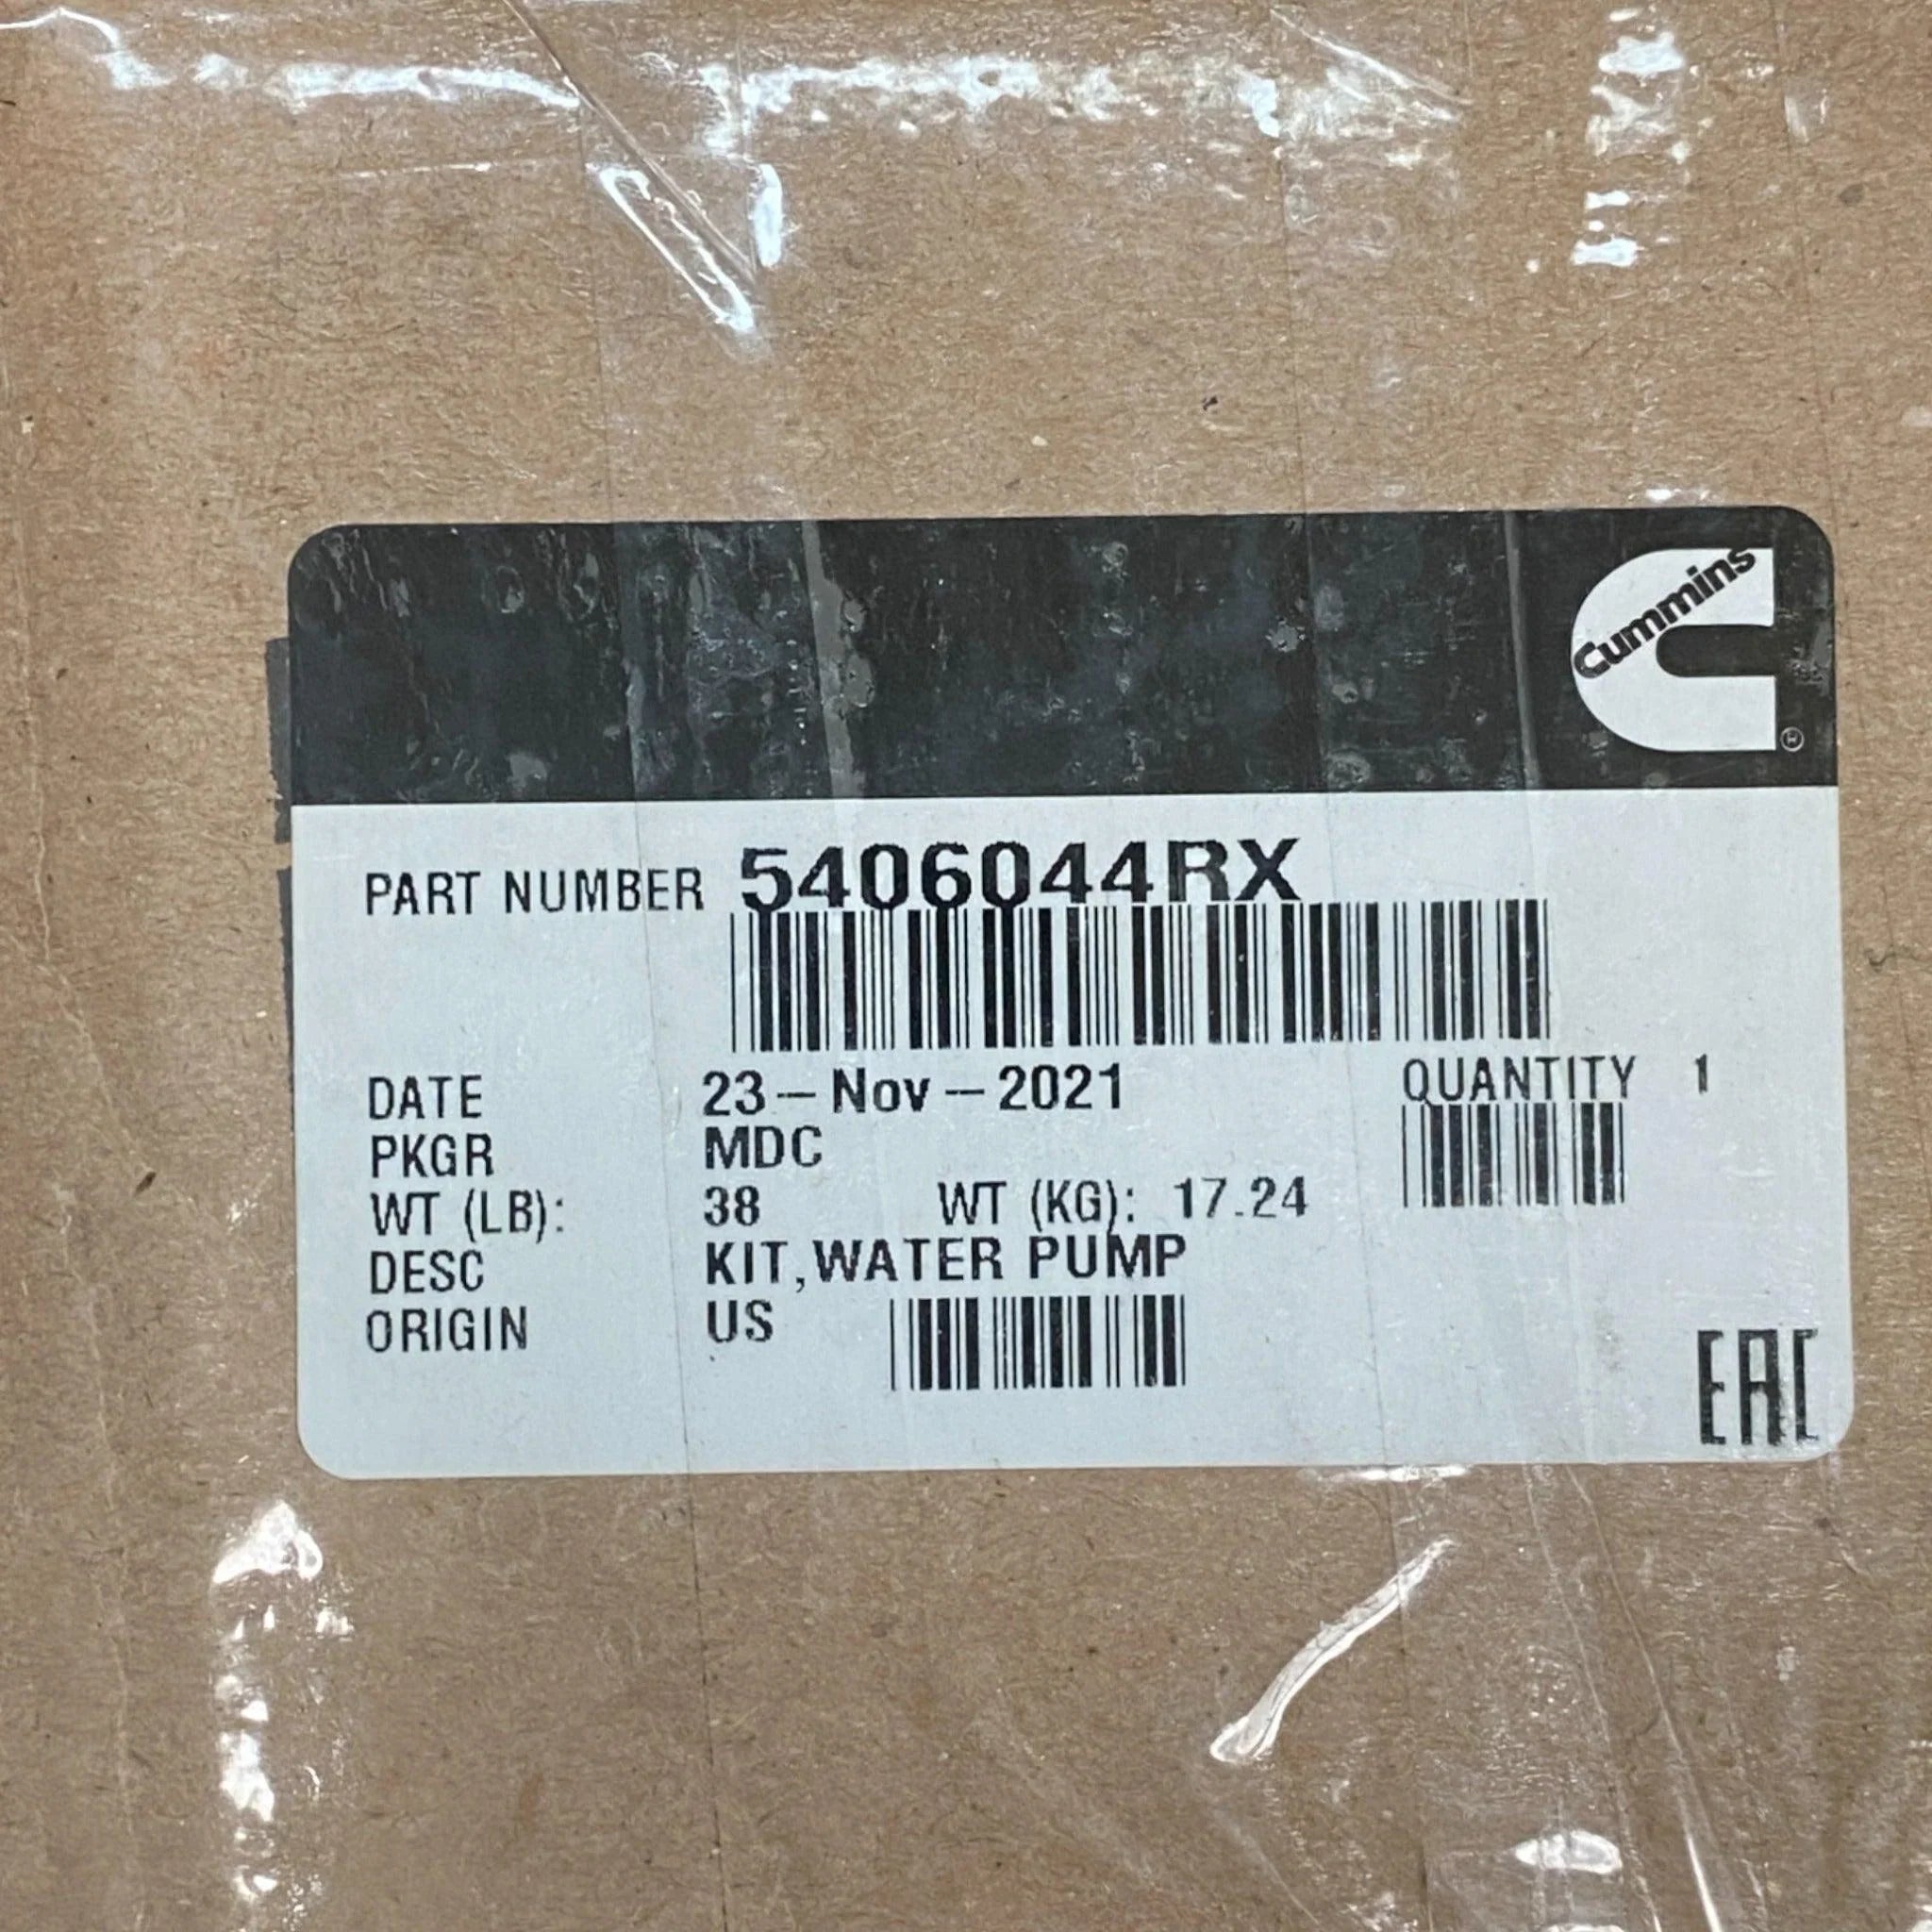 Cummins
®
PART NUMBER 5406044RX
DATE 23-Nov-2021 QUANTITY 1
PKGR MDC
WT (LB): 38 WT (KG): 17.24
DESC KIT,WATER PUMP
ORIGIN US
EAC